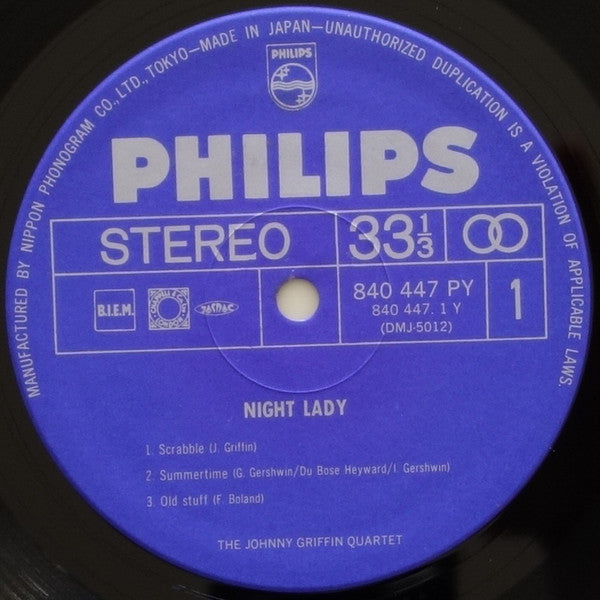 MANUFACTURED BY NIPPON PHONOGRAM CO., LTD., TOKYO—MADE IN JAPAN—UNAUTHORIZED DUPLICATION IS A VIOLATION OF APPLICABLE LAWS.
PHILIPS
PHILIPS
STEREO
33 1/3
B.I.E.M.
JASRAC
840 447 PY
840 447. 1 Y
(DMJ-5012)
1
NIGHT LADY
1. Scrabble (J. Griffin)
2. Summertime (G. Gershwin/Du Bose Heyward/I. Gershwin)
3. Old stuff (F. Boland)
THE JOHNNY GRIFFIN QUARTET